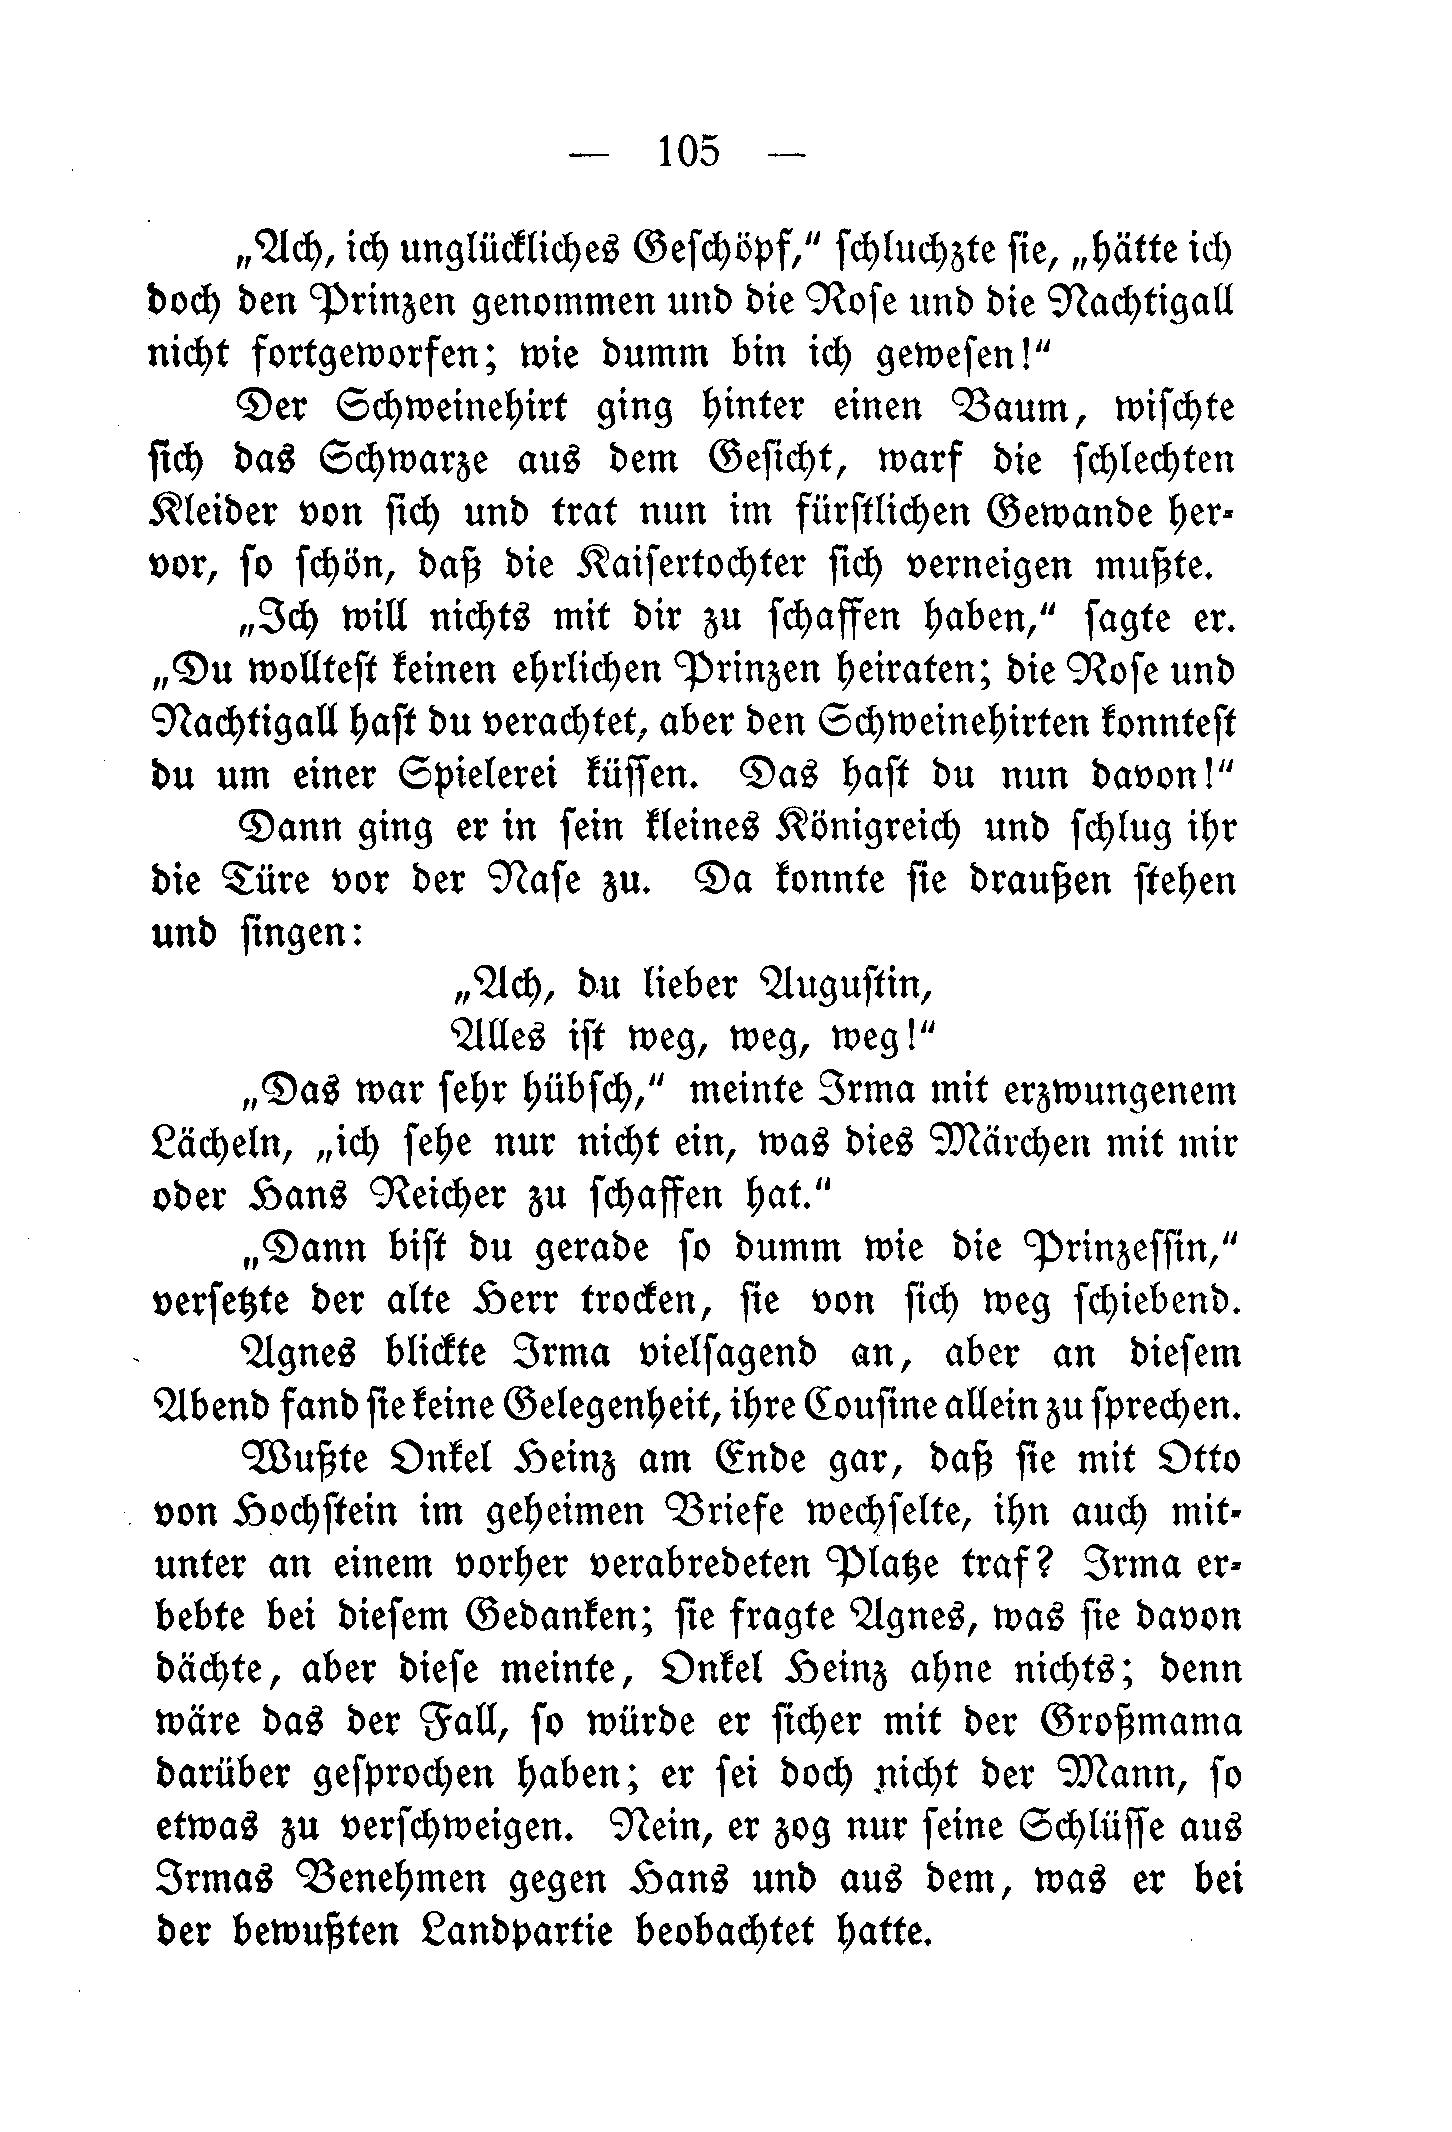 — 105 —
„Ach, ich unglückliches Geschöpf,“ schluchzte sie, „hätte ich
doch den Prinzen genommen und die Rose und die Nachtigall
nicht fortgeworfen; wie dumm bin ich gewesen!“
Der Schweinehirt ging hinter einen Baum, wischte
sich das Schwarze aus dem Gesicht, warf die schlechten
Kleider von sich und trat nun im fürstlichen Gewande her-
vor, so schön, daß die Kaisertochter sich verneigen mußte.
„Ich will nichts mit dir zu schaffen haben,“ sagte er.
„Du wolltest keinen ehrlichen Prinzen heiraten; die Rose und
Nachtigall hast du verachtet, aber den Schweinehirten konntest
du um einer Spielerei küssen. Das hast du nun davon!“
Dann ging er in sein kleines Königreich und schlug ihr
die Türe vor der Nase zu. Da konnte sie draußen stehen
und singen:
„Ach, du lieber Augustin,
Alles ist weg, weg, weg!“
„Das war sehr hübsch,“ meinte Irma mit erzwungenem
Lächeln, „ich sehe nur nicht ein, was dies Märchen mit mir
oder Hans Reicher zu schaffen hat.“
„Dann bist du gerade so dumm wie die Prinzessin,“
versetzte der alte Herr trocken, sie von sich weg schiebend.
Agnes blickte Irma vielsagend an, aber an diesem
Abend fand sie keine Gelegenheit, ihre Cousine allein zu sprechen.
Wußte Onkel Heinz am Ende gar, daß sie mit Otto
von Hochstein im geheimen Briefe wechselte, ihn auch mit-
unter an einem vorher verabredeten Platze traf? Irma er-
bebte bei diesem Gedanken; sie fragte Agnes, was sie davon
dächte, aber diese meinte, Onkel Heinz ahne nichts; denn
wäre das der Fall, so würde er sicher mit der Großmama
darüber gesprochen haben; er sei doch nicht der Mann, so
etwas zu verschweigen. Nein, er zog nur seine Schlüsse aus
Irmas Benehmen gegen Hans und aus dem, was er bei
der bewußten Landpartie beobachtet hatte.